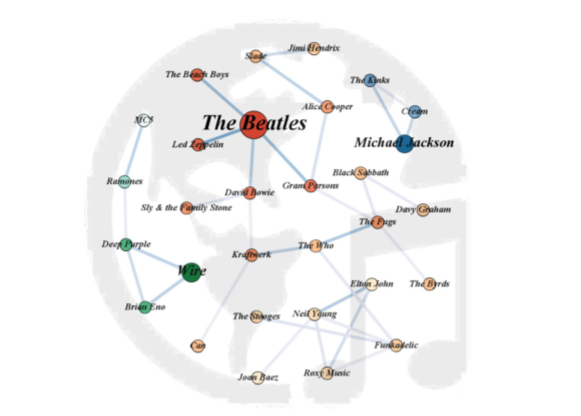 Jimi Hendrix
Slade
The Beach Boys
The Kinks
Alice Cooper
Cream
MC5
The Beatles
Led Zeppelin
Michael Jackson
Black Sabbath
Ramones
Gram Parsons
David Bowie
Sly & the Family Stone
Davy Graham
The Fugs
Deep Purple
The Who
Kraftwerk
Wire
Elton John
The Byrds
Brian Eno
The Stooges
Neil Young
Can
Funkadelic
Roxy Music
Joan Baez